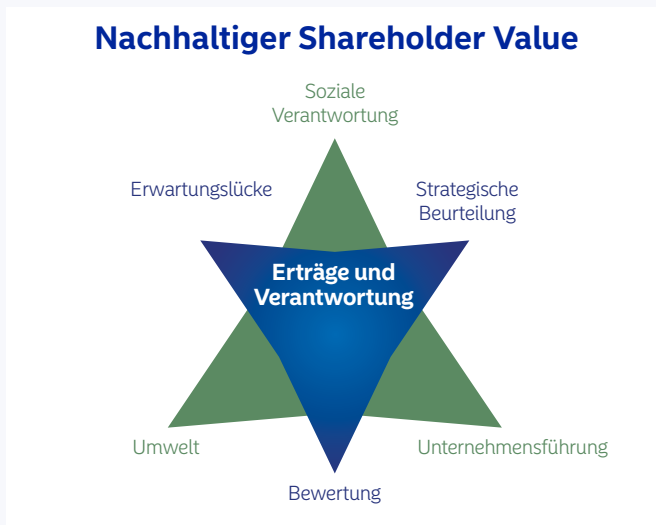 Nachhaltiger Shareholder Value
Soziale
Verantwortung
Erwartungslücke
Strategische
Beurteilung
Erträge und
Verantwortung
Umwelt
Unternehmensführung
Bewertung